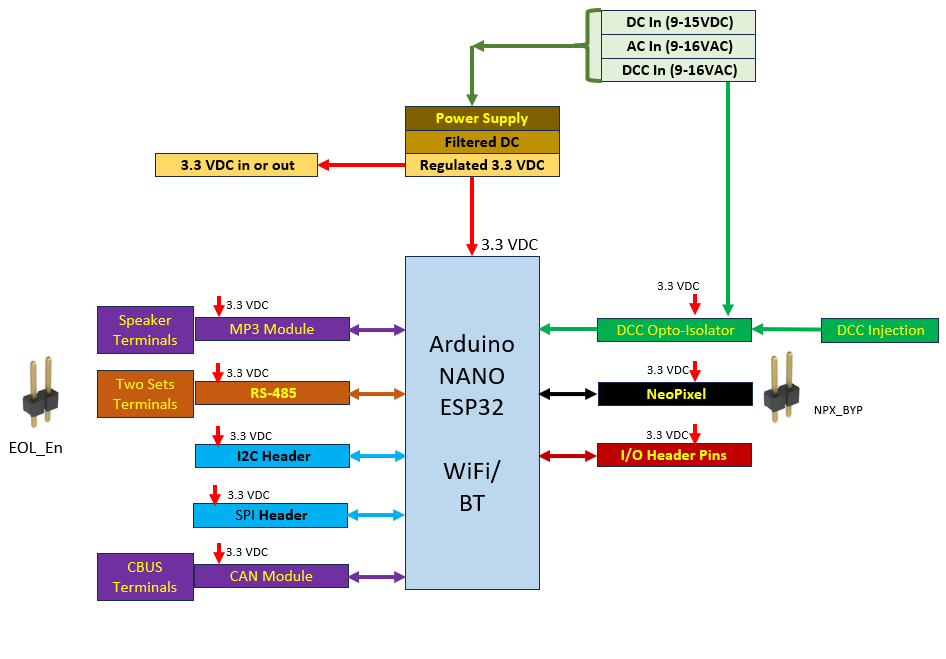 DC In (9-15VDC)
AC In (9-16VAC)
DCC In (9-16VAC)
Power Supply
Filtered DC
Regulated 3.3 VDC
3.3 VDC in or out
3.3 VDC
Arduino
NANO
ESP32
WiFi/
BT
3.3 VDC
Speaker
Terminals
MP3 Module
3.3 VDC
Two Sets
Terminals
RS-485
EOL_En
3.3 VDC
I2C Header
3.3 VDC
SPI Header
3.3 VDC
CBUS
Terminals
CAN Module
3.3 VDC
DCC Opto-Isolator
DCC Injection
3.3 VDC
NeoPixel
NPX_BYP
3.3 VDC
I/O Header Pins